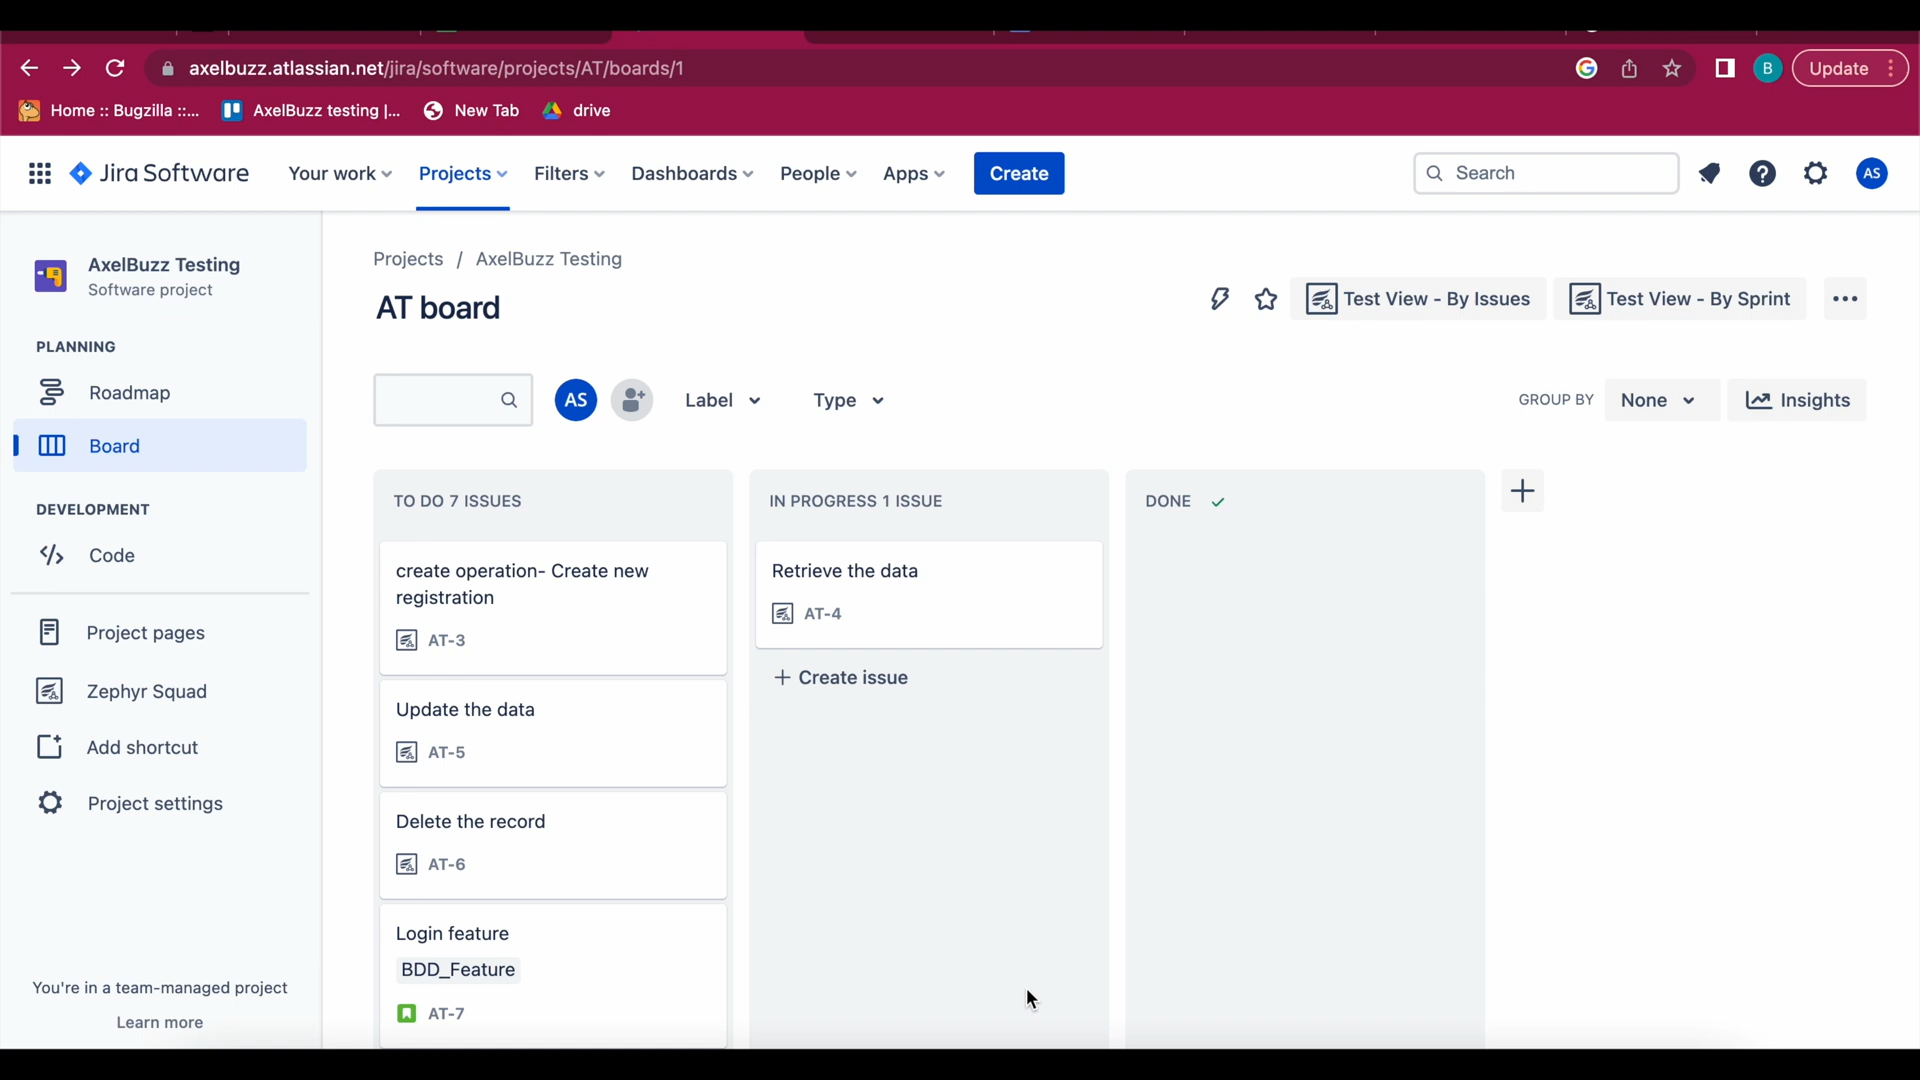 axelbuzz.atlassian.net/jira/software/projects/AT/boards/1
B
Update
Home :: Bugzilla ::...
AxelBuzz testing |...
New Tab
drive
Jira Software
Your work
Projects
Filters
Dashboards
People
Apps
Create
Search
AS
AxelBuzz Testing
Software project
PLANNING
Roadmap
Board
DEVELOPMENT
Code
Project pages
Zephyr Squad
Add shortcut
Project settings
You're in a team-managed project
Learn more
Projects / AxelBuzz Testing
AT board
Test View - By Issues
Test View - By Sprint
AS
Label
Type
GROUP BY
None
Insights
TO DO 7 ISSUES
create operation- Create new
registration
AT-3
Update the data
AT-5
Delete the record
AT-6
Login feature
BDD_Feature
AT-7
IN PROGRESS 1 ISSUE
Retrieve the data
AT-4
+ Create issue
DONE